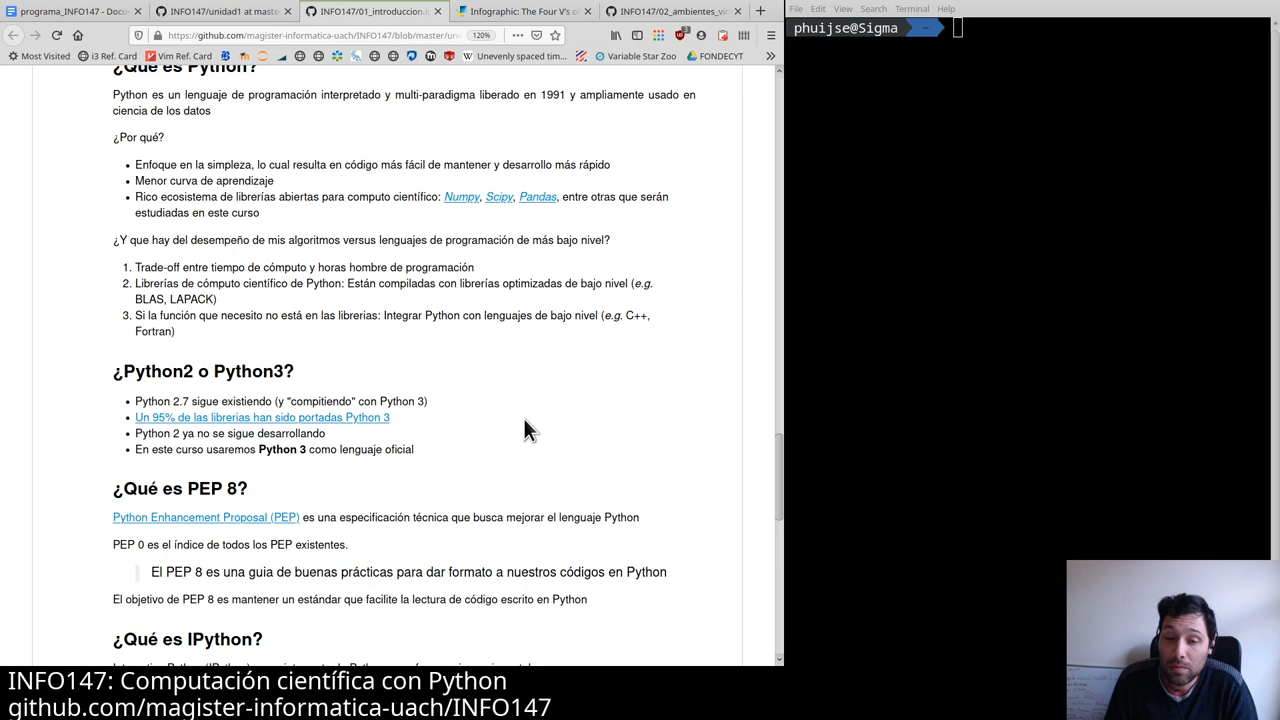 programa_INFO147 - Docu
INFO147/unidad1 at maste
INFO147/01_introduccion.i
Infographic: The Four V's o
INFO147/02_ambientes_vir
https://github.com/magister-informatica-uach/INFO147/blob/master/uni
120%
Most Visited
i3 Ref. Card
Vim Ref. Card
Unevenly spaced tim…
Variable Star Zoo
FONDECYT
File Edit View Search Terminal Help
phuijse@Sigma ~
¿Qué es Python?
Python es un lenguaje de programación interpretado y multi-paradigma liberado en 1991 y ampliamente usado en
ciencia de los datos
¿Por qué?
• Enfoque en la simpleza, lo cual resulta en código más fácil de mantener y desarrollo más rápido
• Menor curva de aprendizaje
• Rico ecosistema de librerías abiertas para computo científico: Numpy, Scipy, Pandas, entre otras que serán
estudiadas en este curso
¿Y que hay del desempeño de mis algoritmos versus lenguajes de programación de más bajo nivel?
1. Trade-off entre tiempo de cómputo y horas hombre de programación
2. Librerías de cómputo científico de Python: Están compiladas con librerías optimizadas de bajo nivel (e.g.
BLAS, LAPACK)
3. Si la función que necesito no está en las librerias: Integrar Python con lenguajes de bajo nivel (e.g. C++,
Fortran)
¿Python2 o Python3?
• Python 2.7 sigue existiendo (y "compitiendo" con Python 3)
• Un 95% de las librerias han sido portadas Python 3
• Python 2 ya no se sigue desarrollando
• En este curso usaremos Python 3 como lenguaje oficial
¿Qué es PEP 8?
Python Enhancement Proposal (PEP) es una especificación técnica que busca mejorar el lenguaje Python
PEP 0 es el índice de todos los PEP existentes.
El PEP 8 es una guia de buenas prácticas para dar formato a nuestros códigos en Python
El objetivo de PEP 8 es mantener un estándar que facilite la lectura de código escrito en Python
¿Qué es IPython?
INFO147: Computación científica con Python
github.com/magister-informatica-uach/INFO147